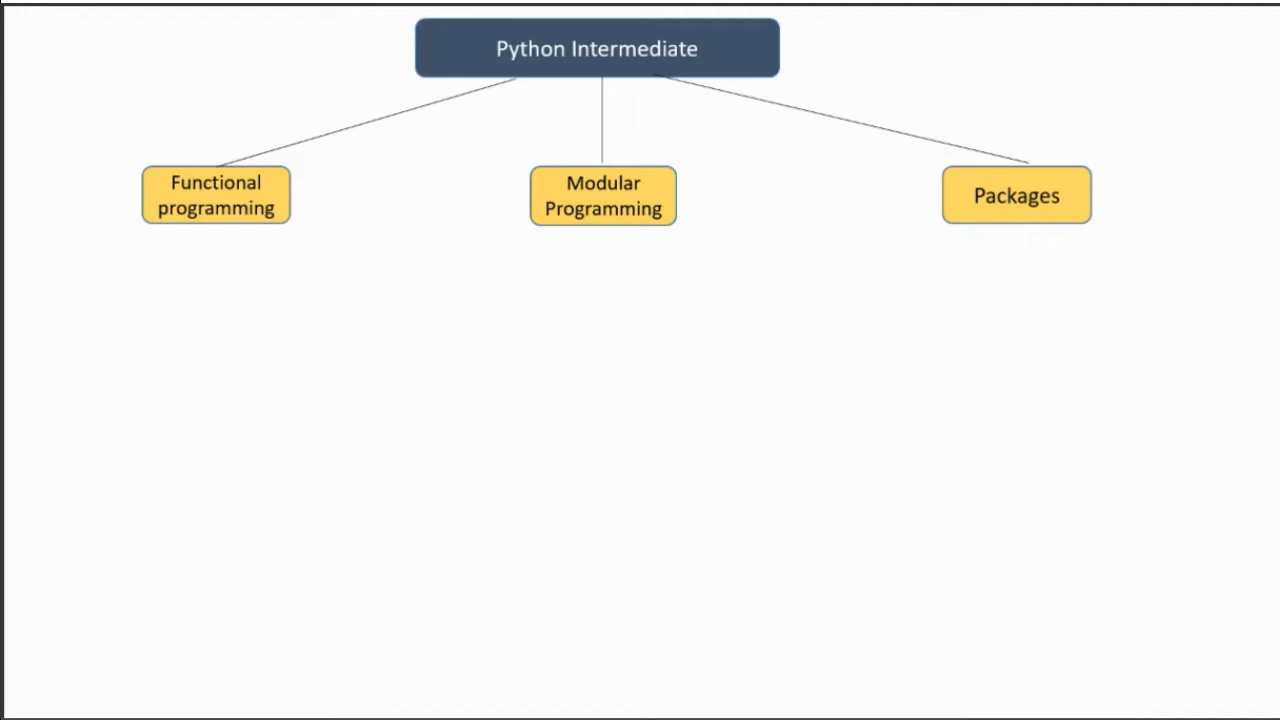 Python Intermediate
Functional
programming
Modular
Programming
Packages